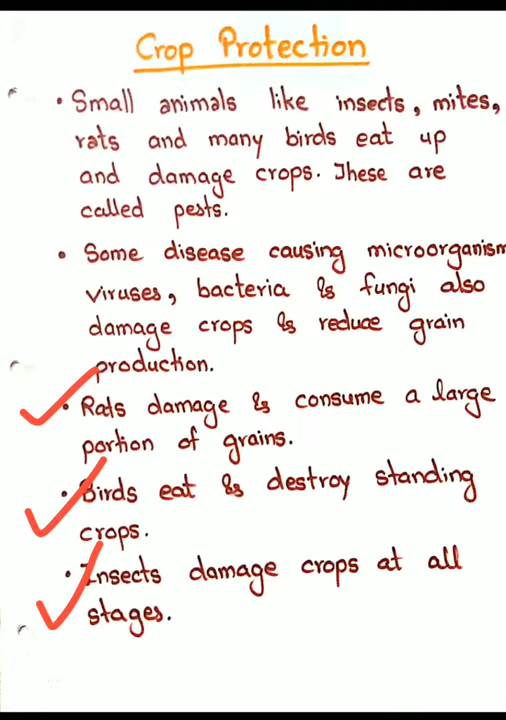 Crop Protection
• Small animals like insects, mites,
rats and many birds eat up
and damage crops. These are
called pests.
• Some disease causing microorganism
viruses, bacteria & fungi also
damage crops & reduce grain
production.
• Rats damage & consume a large
portion of grains.
• Birds eat & destroy standing
crops.
• Insects damage crops at all
stages.